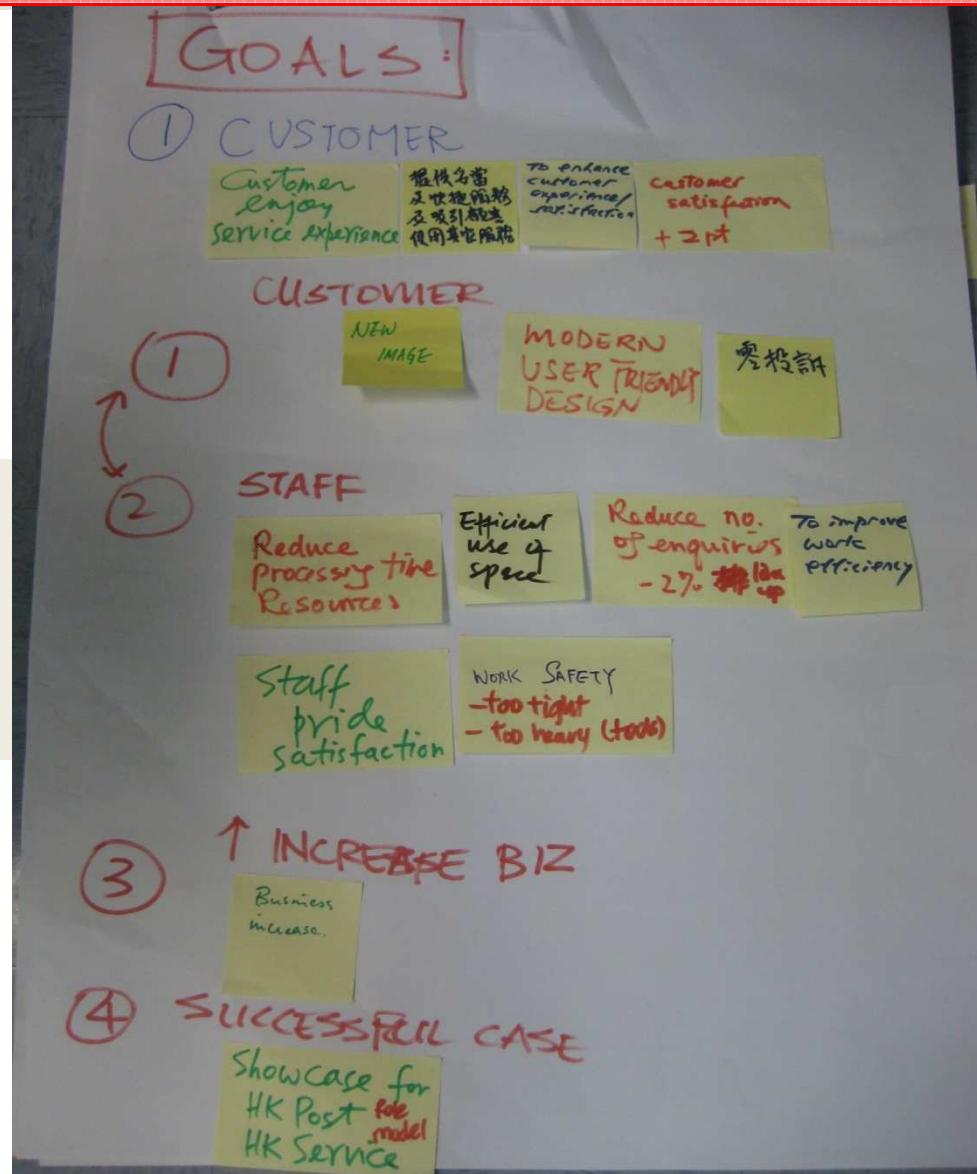 GOALS:
① CUSTOMER
Customer
enjoy
service experience
提供多當
及快捷服務
及吸引顧客
使用其它服務
To enhance
customer
experience/
satisfaction
customer
satisfaction
+ 2 pt
CUSTOMER
①
NEW
IMAGE
MODERN
USER FRIENDLY
DESIGN
零投訴
② STAFF
Reduce
processing time
Resources
Efficient
use of
space
Reduce no.
of enquiries
- 2% line
up
To improve
work
efficiency
Staff
pride
satisfaction
WORK SAFETY
- too tight
- too heavy (tools)
③ ↑ INCREASE BIZ
Business
increase.
④ SUCCESSFUL CASE
Showcase for
HK Post Role
model
HK Service